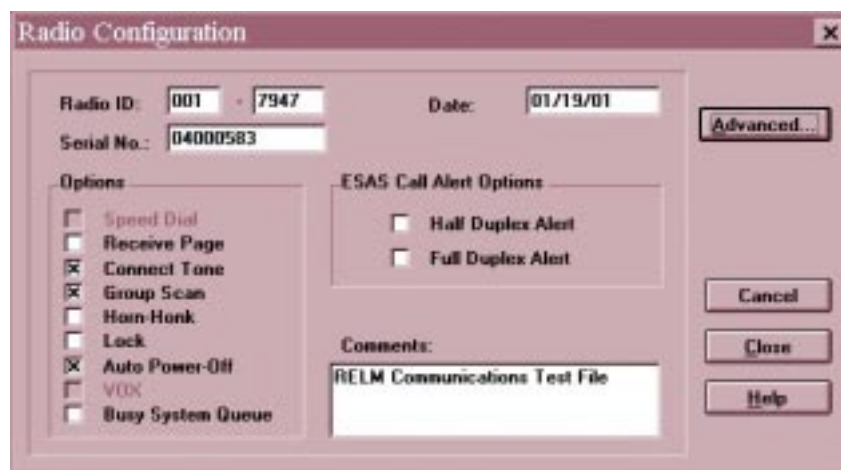 Radio Configuration
Radio ID: 001 - 7947
Date: 01/19/01
Serial No.: 04000583
Advanced...
Options
Speed Dial
Receive Page
Connect Tone
Group Scan
Horn-Honk
Lock
Auto Power-Off
VOX
Busy System Queue
ESAS Call Alert Options
Half Duplex Alert
Full Duplex Alert
Comments:
RELM Communications Test File
Cancel
Close
Help